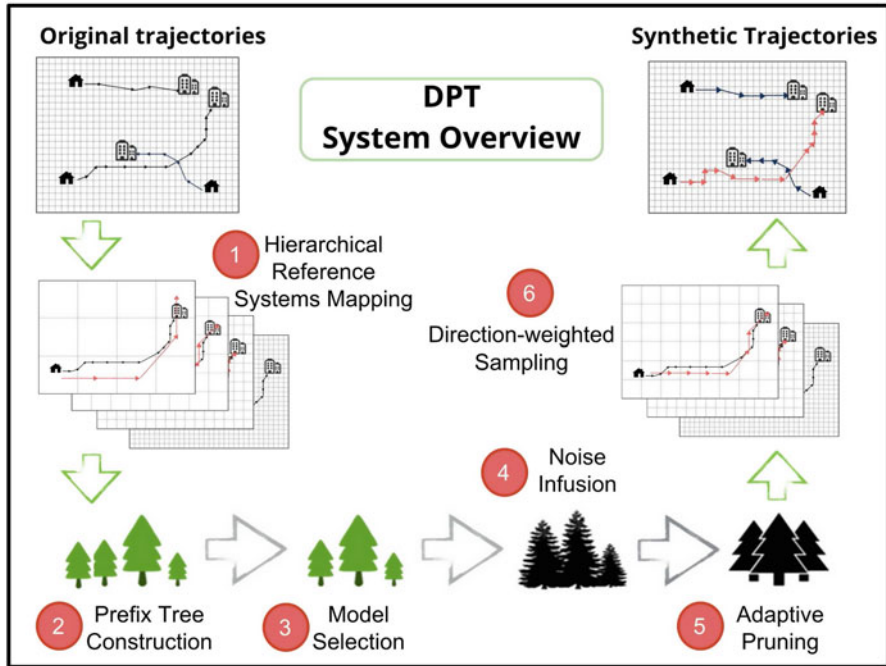 Original trajectories
DPT
System Overview
Synthetic Trajectories
1
Hierarchical
Reference
Systems Mapping
6
Direction-weighted
Sampling
4
Noise
Infusion
2
Prefix Tree
Construction
3
Model
Selection
5
Adaptive
Pruning